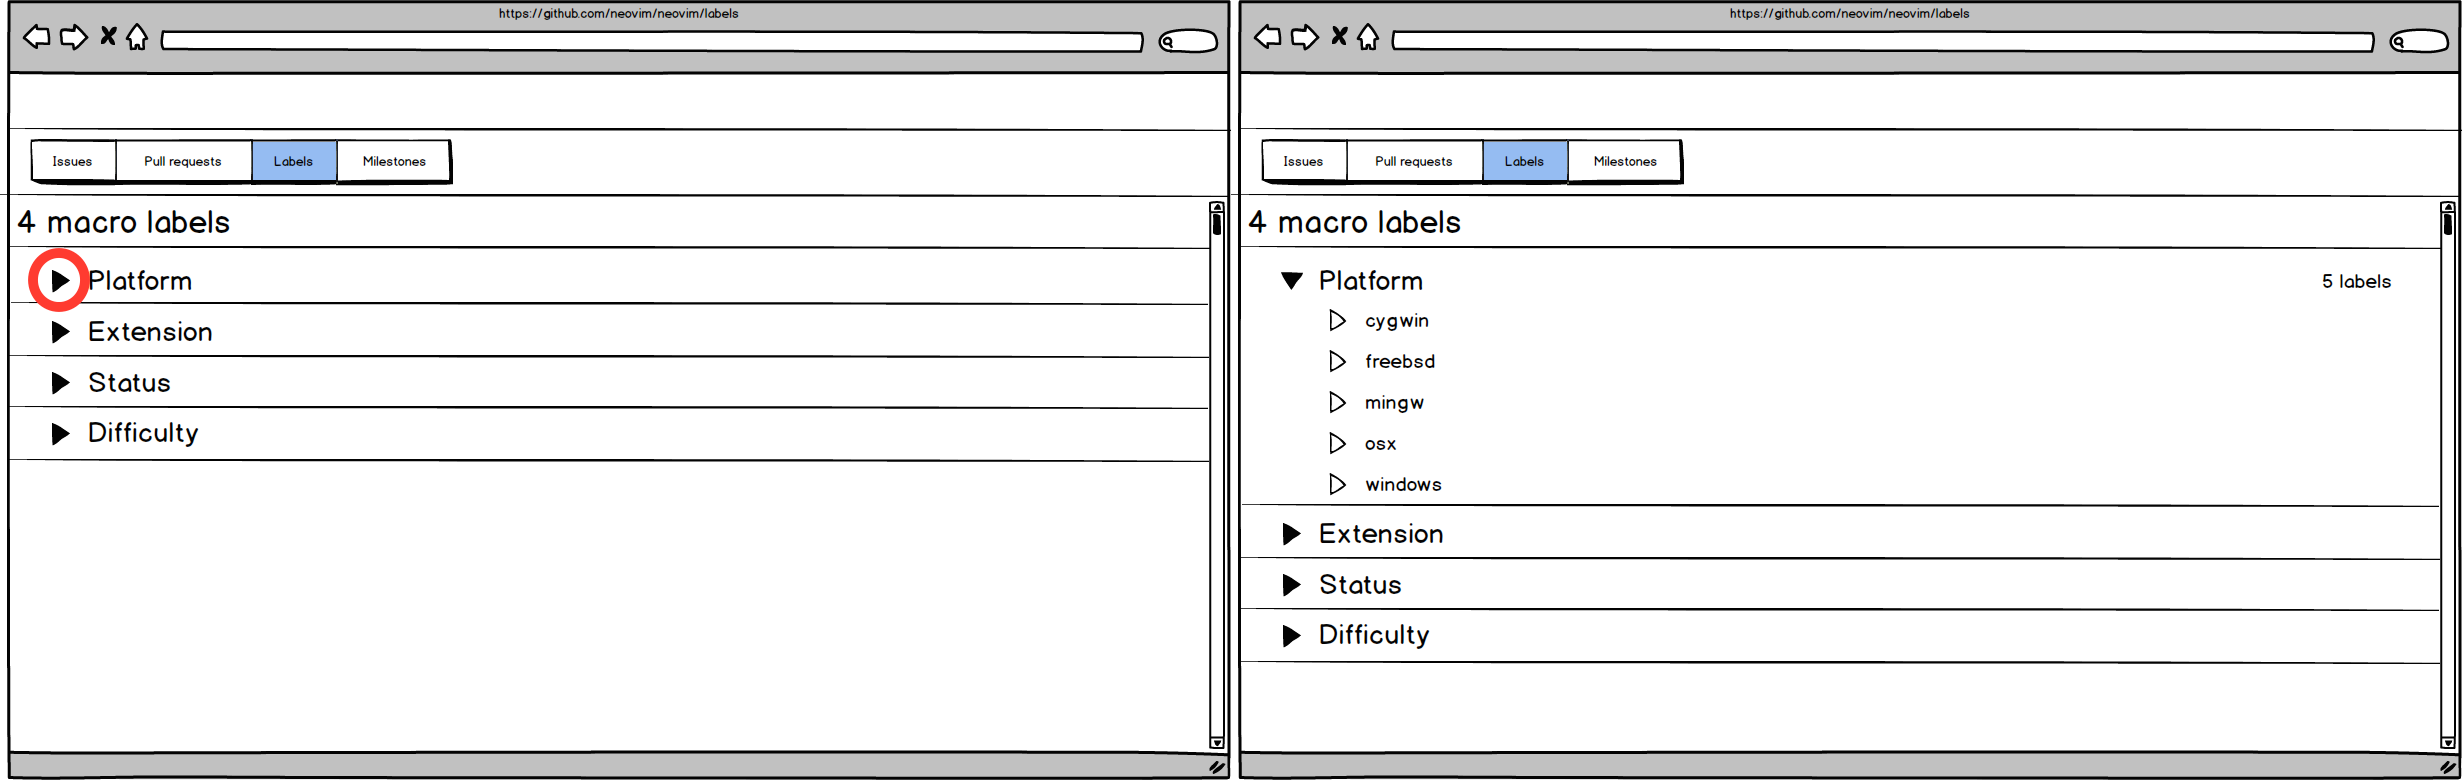 https://github.com/neovim/neovim/labels
Issues Pull requests Labels Milestones
4 macro labels
Platform
Extension
Status
Difficulty
https://github.com/neovim/neovim/labels
Issues Pull requests Labels Milestones
4 macro labels
Platform 5 labels
cygwin
freebsd
mingw
osx
windows
Extension
Status
Difficulty